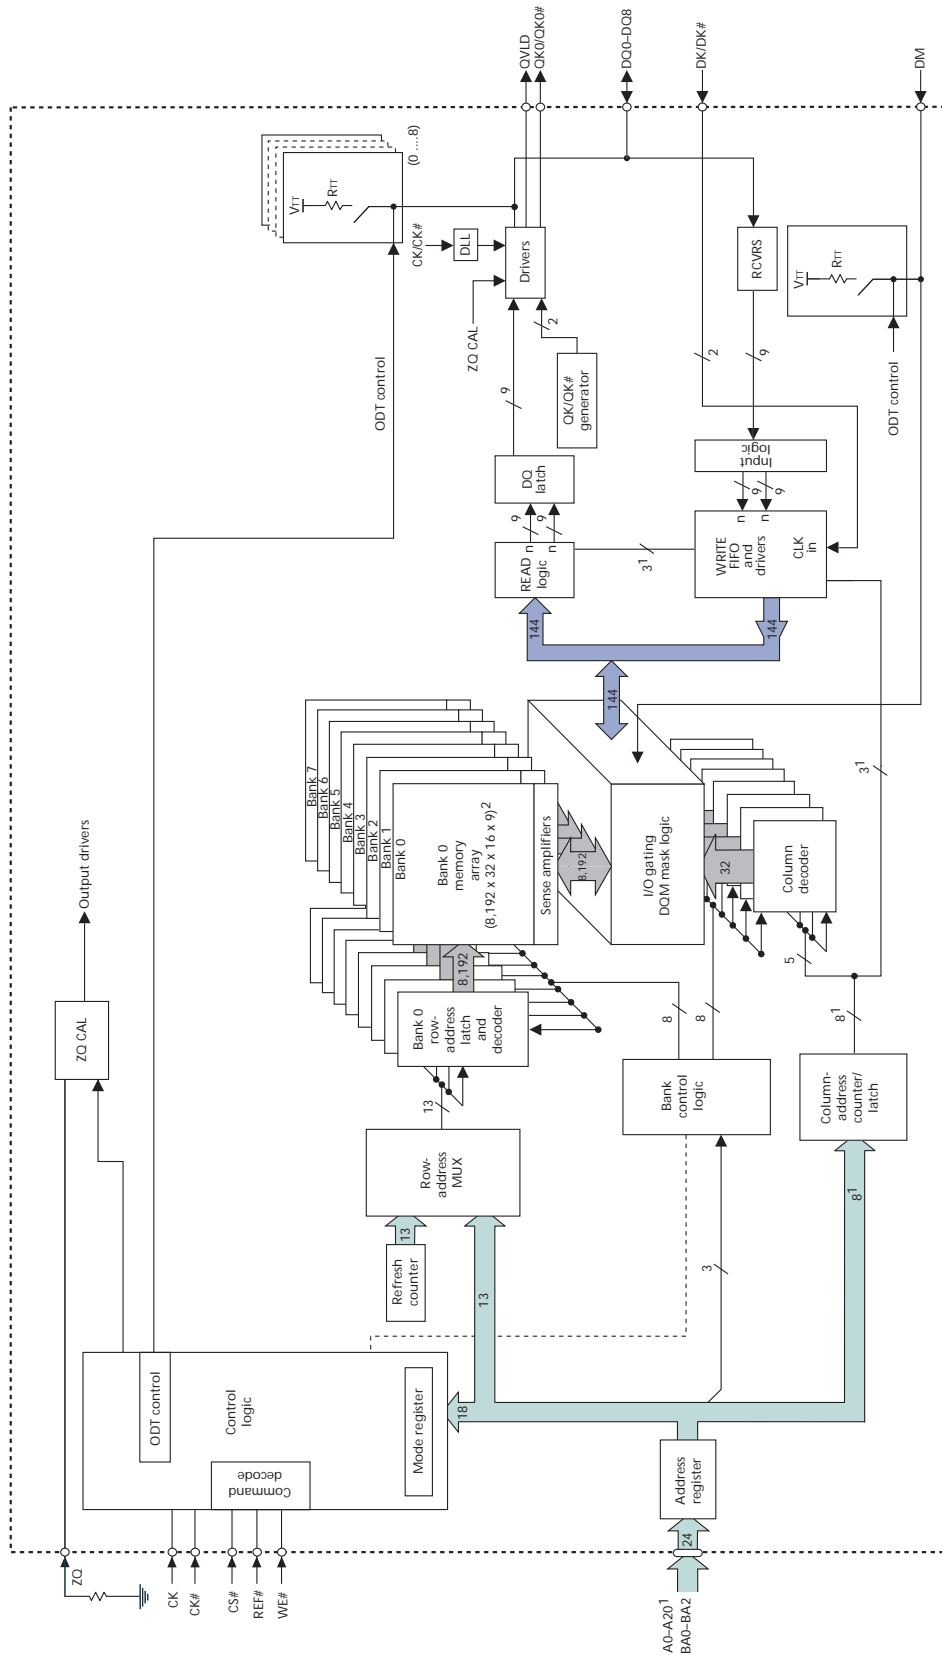 ZQ
CK
CK#
CS#
REF#
WE#
A0–A20¹
BA0–BA2
24
Address
register
ODT control
Control
logic
Command
decode
Mode register
18
13
Refresh
counter
13
3
8¹
ZQ CAL
Output drivers
Row-
address
MUX
13
Bank control
logic
8
8
Column-
address
counter/
latch
8¹
5
Bank 7
Bank 6
Bank 5
Bank 4
Bank 3
Bank 2
Bank 1
Bank 0
Bank 0
row-
address
latch
and
decoder
8,192
Bank 0
memory
array
(8,192 x 32 x 16 x 9)²
Sense amplifiers
8,192
I/O gating
DQM mask logic
32
Column
decoder
3¹
144
144
144
READ
logic
n
n
9
9
DQ
latch
9
3¹
WRITE
FIFO
and
drivers
CLK
in
n
n
9
9
Input
logic
QK/QK#
generator
2
ZQ CAL
CK/CK#
DLL
Drivers
ODT control
VTT
RTT
(0 ....8)
2
9
RCVRS
ODT control
VTT
RTT
QVLD
QK0/QK0#
DQ0–DQ8
DK/DK#
DM